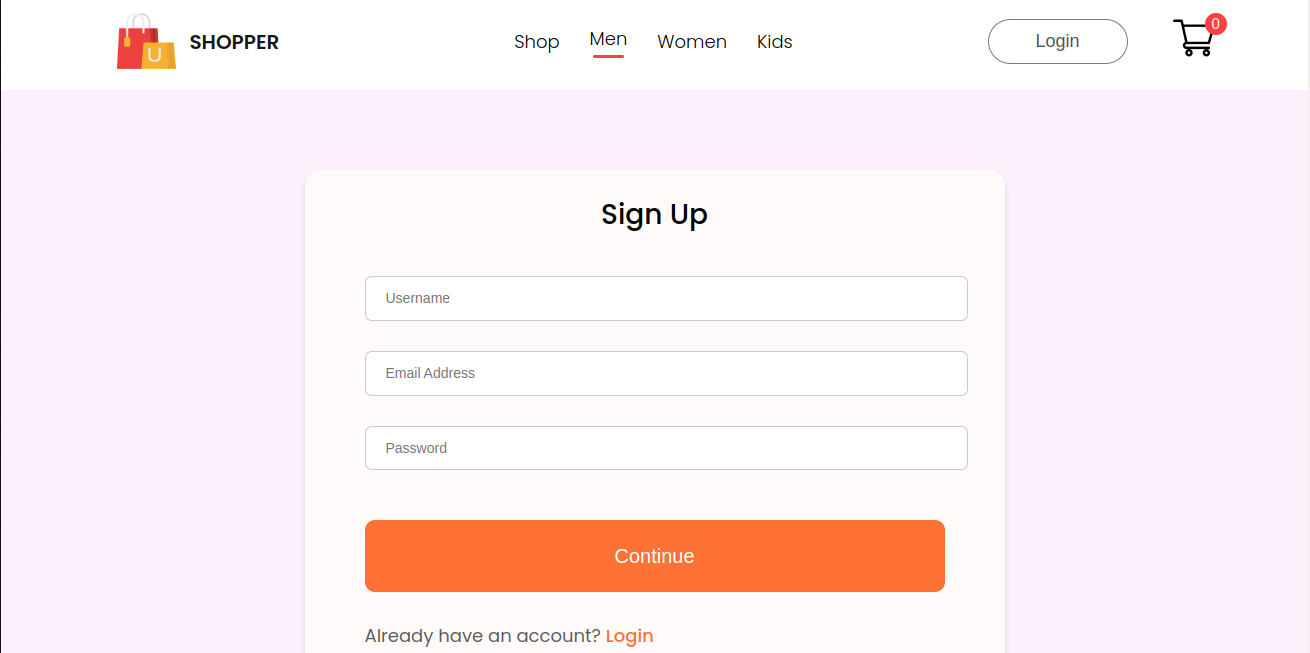 U SHOPPER Shop Men Women Kids Login 0
Sign Up
Username
Email Address
Password
Continue
Already have an account? Login